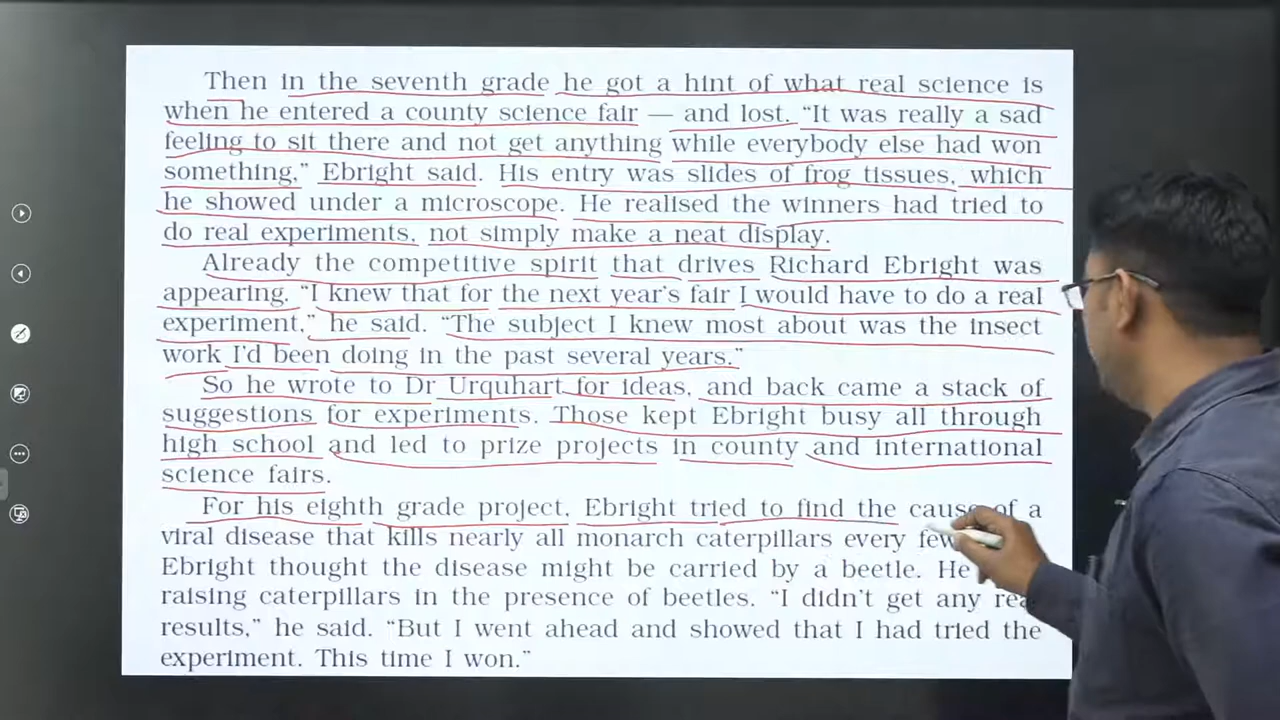 Then in the seventh grade he got a hint of what real science is
when he entered a county science fair — and lost. “It was really a sad
feeling to sit there and not get anything while everybody else had won
something,” Ebright said. His entry was slides of frog tissues, which
he showed under a microscope. He realised the winners had tried to
do real experiments, not simply make a neat display.
Already the competitive spirit that drives Richard Ebright was
appearing. “I knew that for the next year’s fair I would have to do a real
experiment,” he said. “The subject I knew most about was the insect
work I’d been doing in the past several years.”
So he wrote to Dr Urquhart for ideas, and back came a stack of
suggestions for experiments. Those kept Ebright busy all through
high school and led to prize projects in county and international
science fairs.
For his eighth grade project, Ebright tried to find the cause of a
viral disease that kills nearly all monarch caterpillars every few
Ebright thought the disease might be carried by a beetle. He
raising caterpillars in the presence of beetles. “I didn’t get any real
results,” he said. “But I went ahead and showed that I had tried the
experiment. This time I won.”